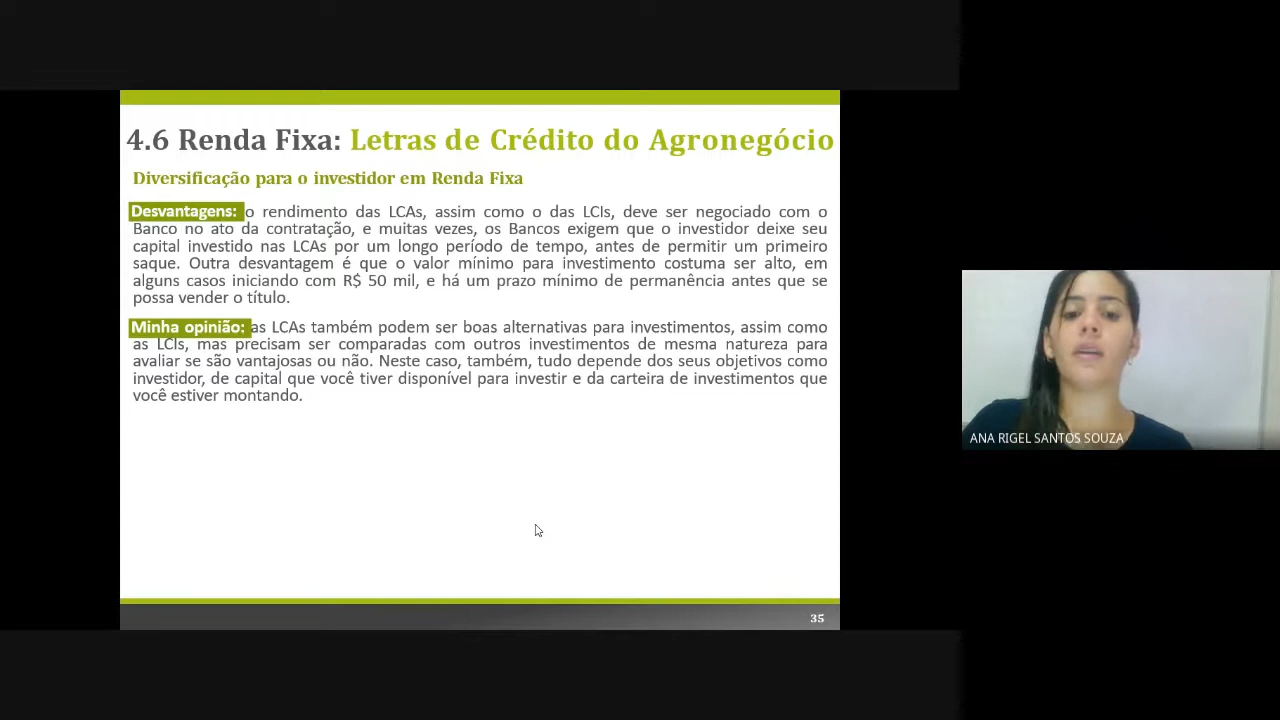 4.6 Renda Fixa: Letras de Crédito do Agronegócio
Diversificação para o investidor em Renda Fixa
Desvantagens: o rendimento das LCAs, assim como o das LCIs, deve ser negociado com o
Banco no ato da contratação, e muitas vezes, os Bancos exigem que o investidor deixe seu
capital investido nas LCAs por um longo período de tempo, antes de permitir um primeiro
saque. Outra desvantagem é que o valor mínimo para investimento costuma ser alto, em
alguns casos iniciando com R$ 50 mil, e há um prazo mínimo de permanência antes que se
possa vender o título.
Minha opinião: as LCAs também podem ser boas alternativas para investimentos, assim como
as LCIs, mas precisam ser comparadas com outros investimentos de mesma natureza para
avaliar se são vantajosas ou não. Neste caso, também, tudo depende dos seus objetivos como
investidor, de capital que você tiver disponível para investir e da carteira de investimentos que
você estiver montando.
35
ANA RIGEL SANTOS SOUZA